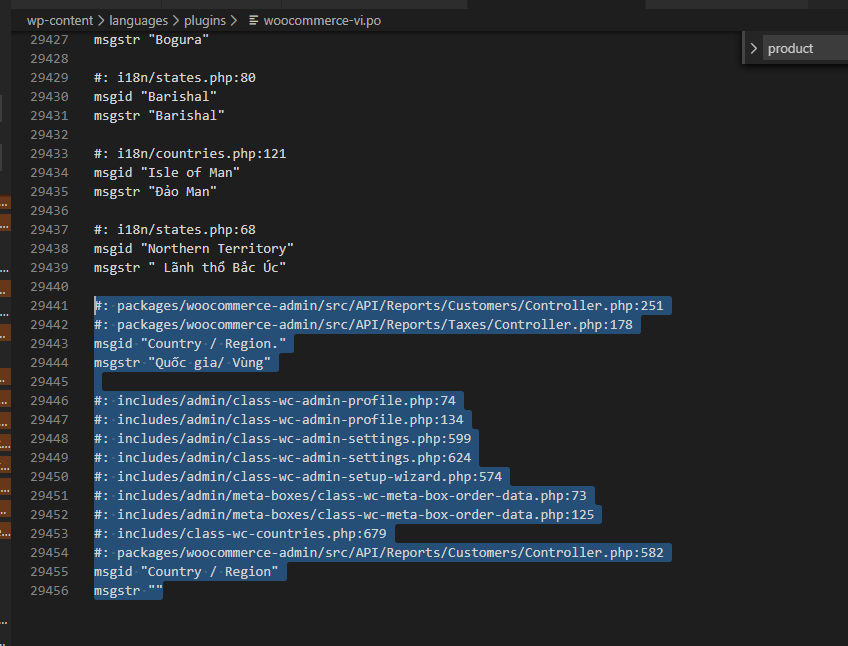 wp-content > languages > plugins > woocommerce-vi.po
product
29427 msgstr "Bogura"
29428
29429 #: i18n/states.php:80
29430 msgid "Barishal"
29431 msgstr "Barishal"
29432
29433 #: i18n/countries.php:121
29434 msgid "Isle of Man"
29435 msgstr "Đảo Man"
29436
29437 #: i18n/states.php:68
29438 msgid "Northern Territory"
29439 msgstr " Lãnh thổ Bắc Úc"
29440
29441 #: packages/woocommerce-admin/src/API/Reports/Customers/Controller.php:251
29442 #: packages/woocommerce-admin/src/API/Reports/Taxes/Controller.php:178
29443 msgid "Country / Region."
29444 msgstr "Quốc gia/ Vùng"
29445
29446 #: includes/admin/class-wc-admin-profile.php:74
29447 #: includes/admin/class-wc-admin-profile.php:134
29448 #: includes/admin/class-wc-admin-settings.php:599
29449 #: includes/admin/class-wc-admin-settings.php:624
29450 #: includes/admin/class-wc-admin-setup-wizard.php:574
29451 #: includes/admin/meta-boxes/class-wc-meta-box-order-data.php:73
29452 #: includes/admin/meta-boxes/class-wc-meta-box-order-data.php:125
29453 #: includes/class-wc-countries.php:679
29454 #: packages/woocommerce-admin/src/API/Reports/Customers/Controller.php:582
29455 msgid "Country / Region"
29456 msgstr ""